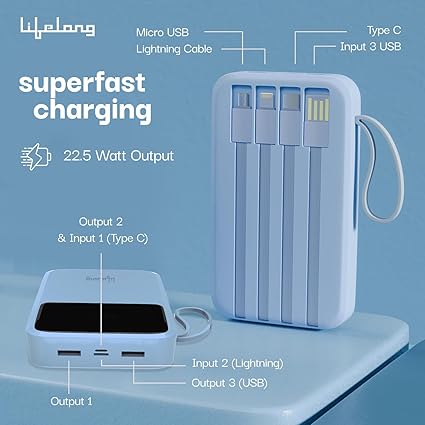 Lifelong
Micro USB
Lightning Cable
Type C
Input 3 USB
superfast
charging
22.5 Watt Output
Output 2
& Input 1 (Type C)
Lifelong
Input 2 (Lightning)
Output 3 (USB)
Output 1